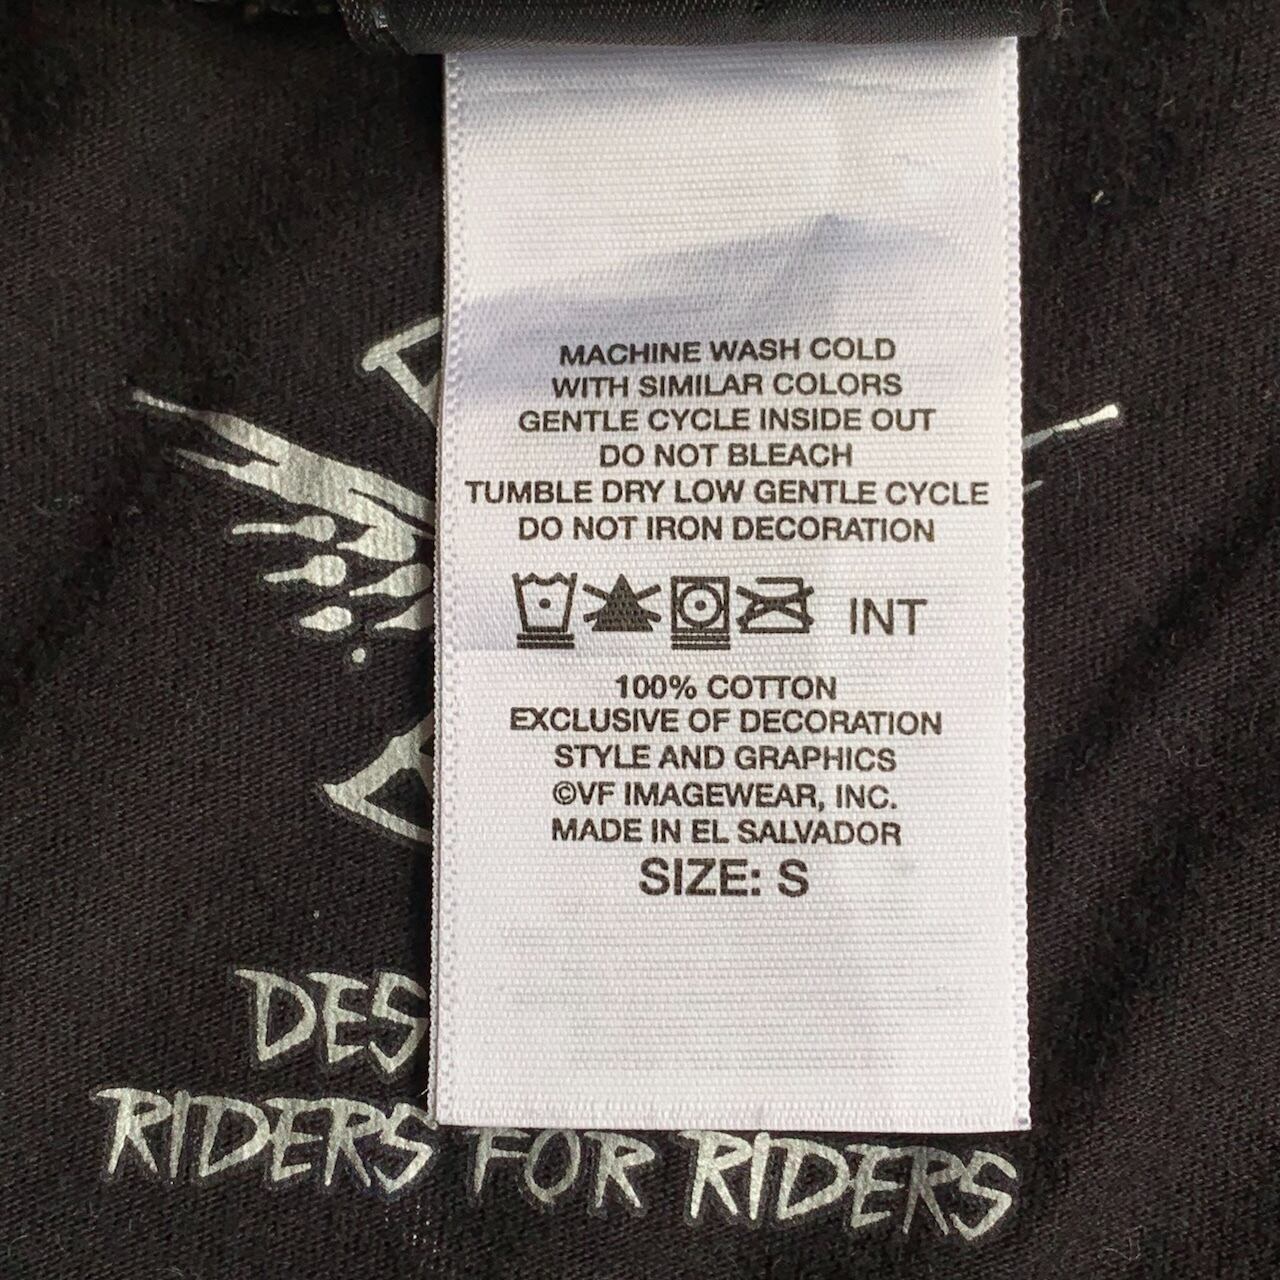 MACHINE WASH COLD
WITH SIMILAR COLORS
GENTLE CYCLE INSIDE OUT
DO NOT BLEACH
TUMBLE DRY LOW GENTLE CYCLE
DO NOT IRON DECORATION
INT
100% COTTON
EXCLUSIVE OF DECORATION
STYLE AND GRAPHICS
©VF IMAGEWEAR, INC.
MADE IN EL SALVADOR
SIZE: S
DES
RIDERS FOR RIDERS